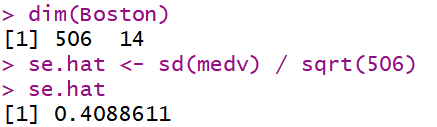 > dim(Boston)
[1] 506  14
> se.hat <- sd(medv) / sqrt(506)
> se.hat
[1] 0.4088611